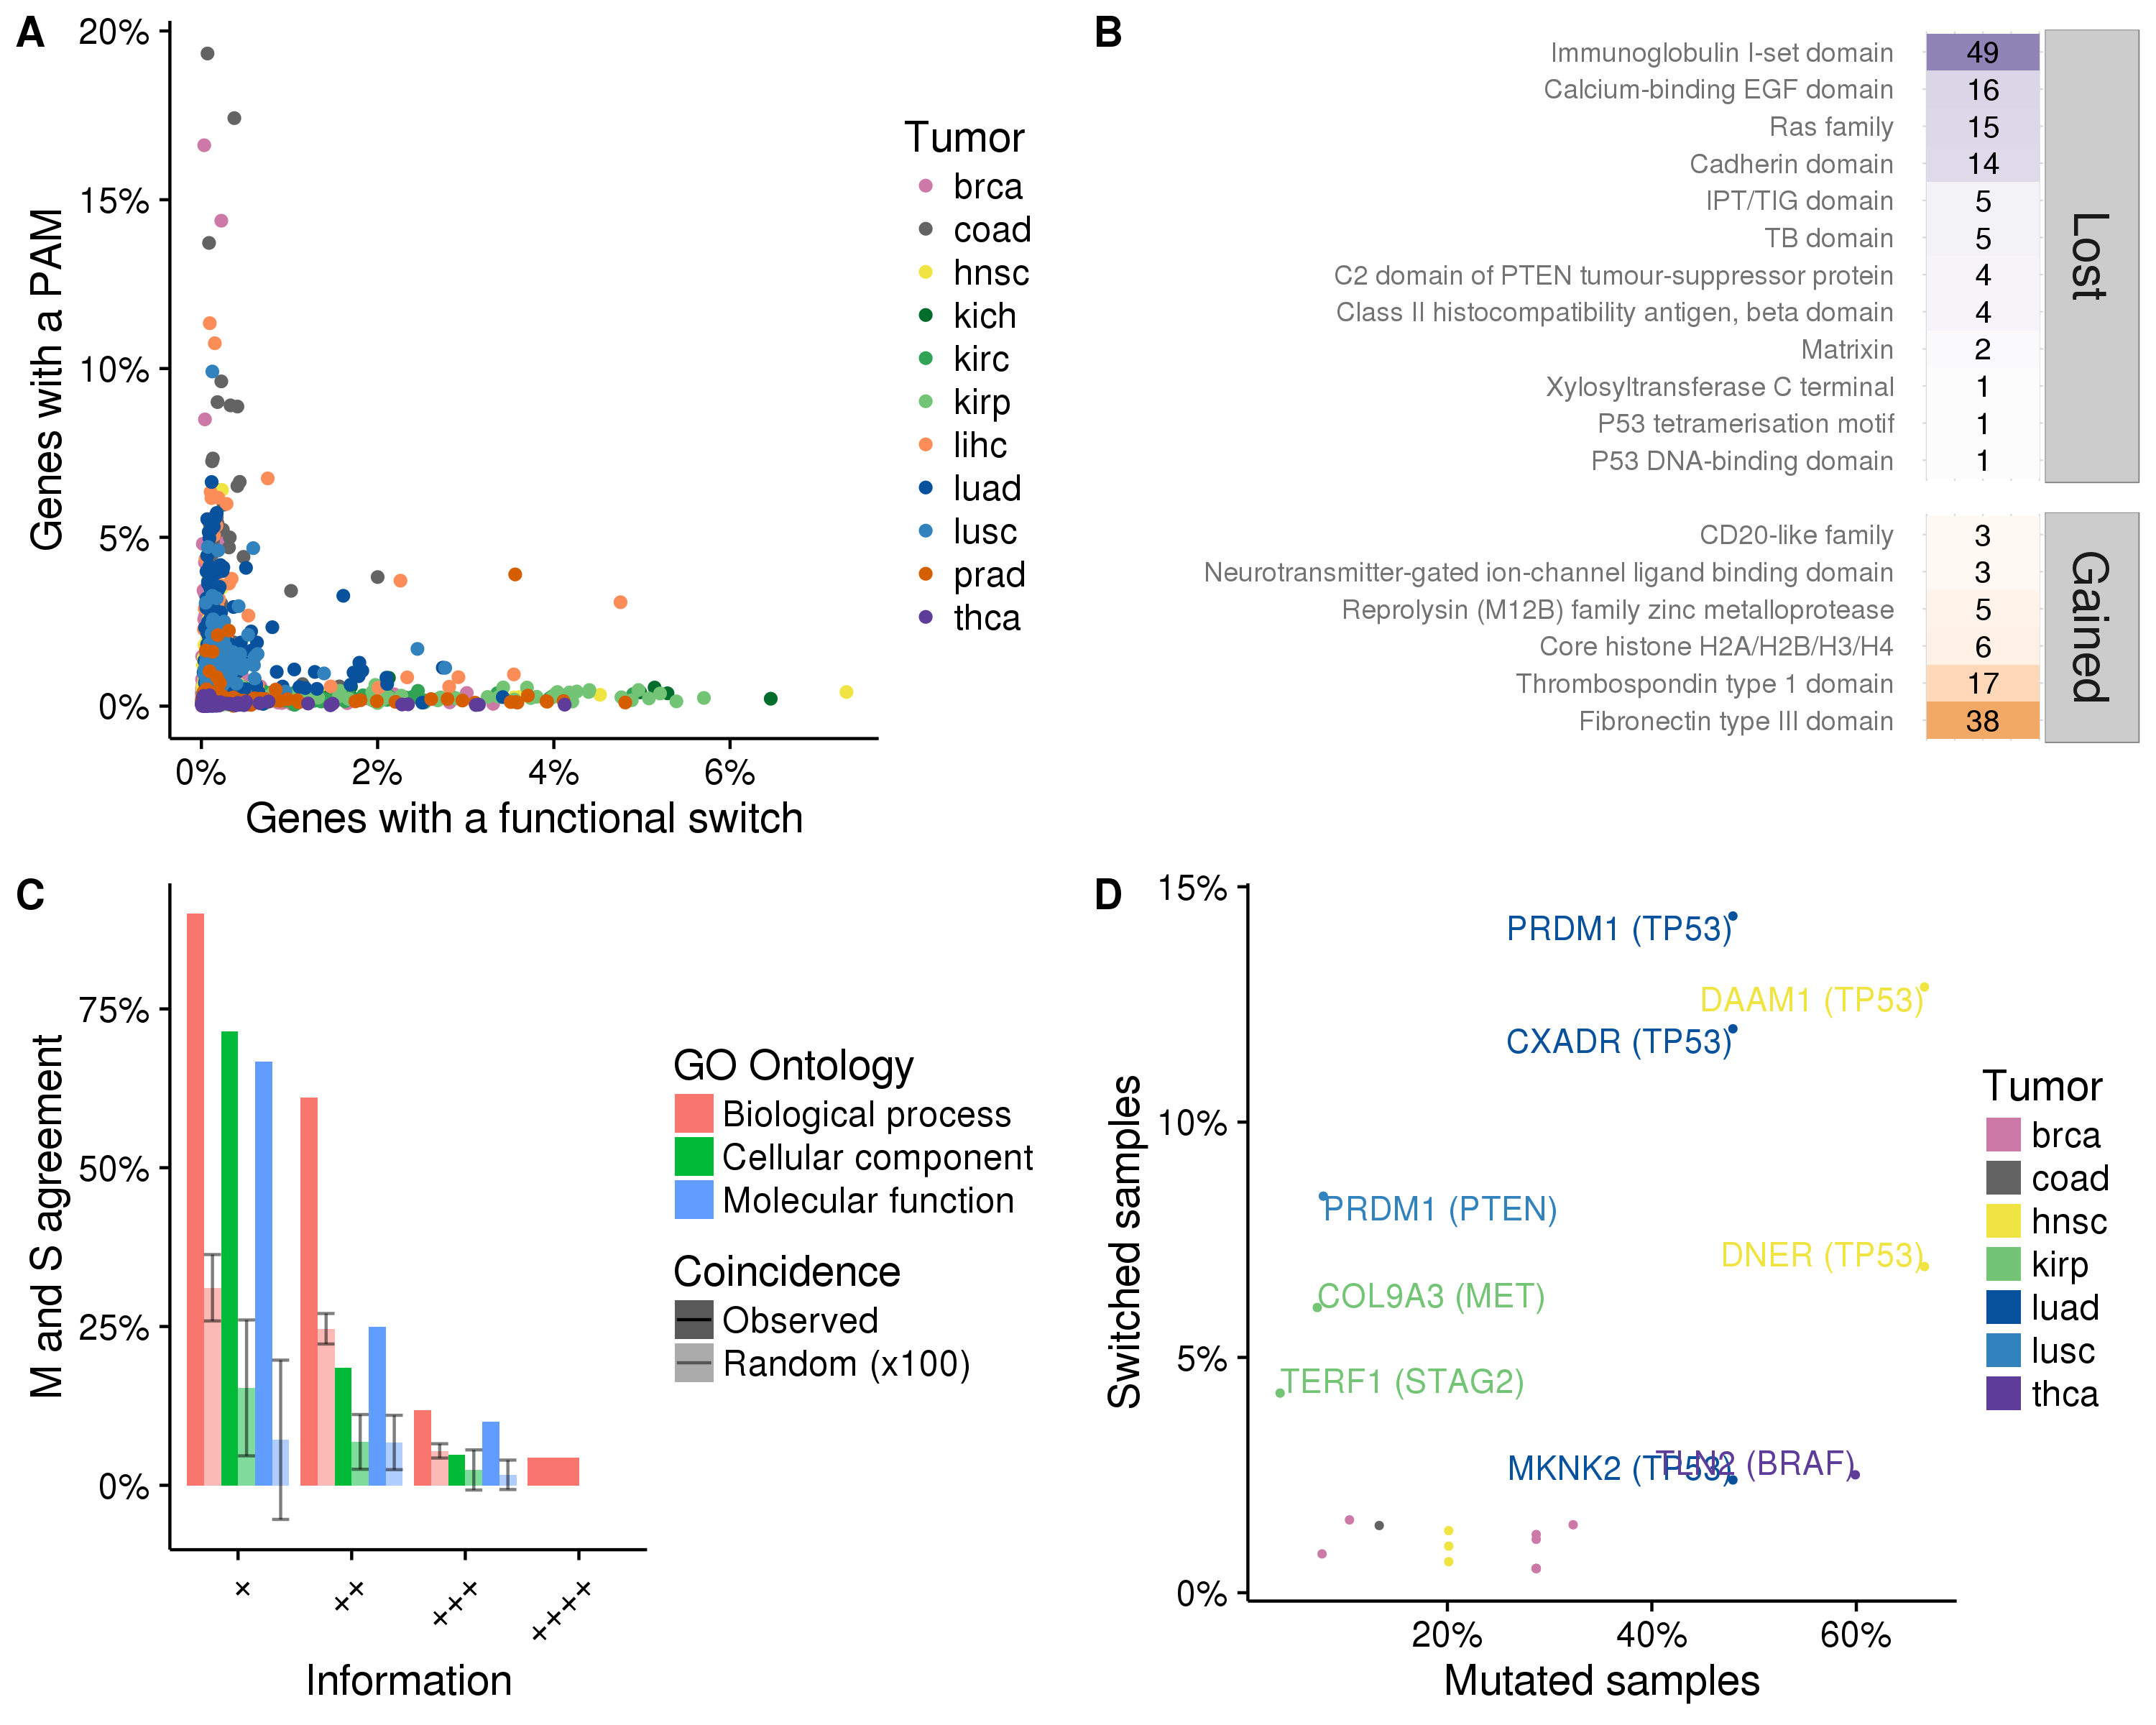 A
20%
15%
10%
5%
0%
Genes with a PAM
0%
2%
4%
6%
Genes with a functional switch
Tumor
brca
coad
hnsc
kich
kirc
kirp
lihc
luad
lusc
prad
thca
B
Immunoglobulin I-set domain 49
Calcium-binding EGF domain 16
Ras family 15
Cadherin domain 14
IPT/TIG domain 5
TB domain 5
C2 domain of PTEN tumour-suppressor protein 4
Class II histocompatibility antigen, beta domain 4
Matrixin 2
Xylosyltransferase C terminal 1
P53 tetramerisation motif 1
P53 DNA-binding domain 1
Lost
CD20-like family 3
Neurotransmitter-gated ion-channel ligand binding domain 3
Reprolysin (M12B) family zinc metalloprotease 5
Core histone H2A/H2B/H3/H4 6
Thrombospondin type 1 domain 17
Fibronectin type III domain 38
Gained
C
75%
50%
25%
0%
M and S agreement
+
++
+++
++++
Information
GO Ontology
Biological process
Cellular component
Molecular function
Coincidence
Observed
Random (x100)
D
15%
10%
5%
0%
Switched samples
PRDM1 (TP53)
DAAM1 (TP53)
CXADR (TP53)
PRDM1 (PTEN)
DNER (TP53)
COL9A3 (MET)
TERF1 (STAG2)
MKNK2 (TP53)
TLN2 (BRAF)
20%
40%
60%
Mutated samples
Tumor
brca
coad
hnsc
kirp
luad
lusc
thca